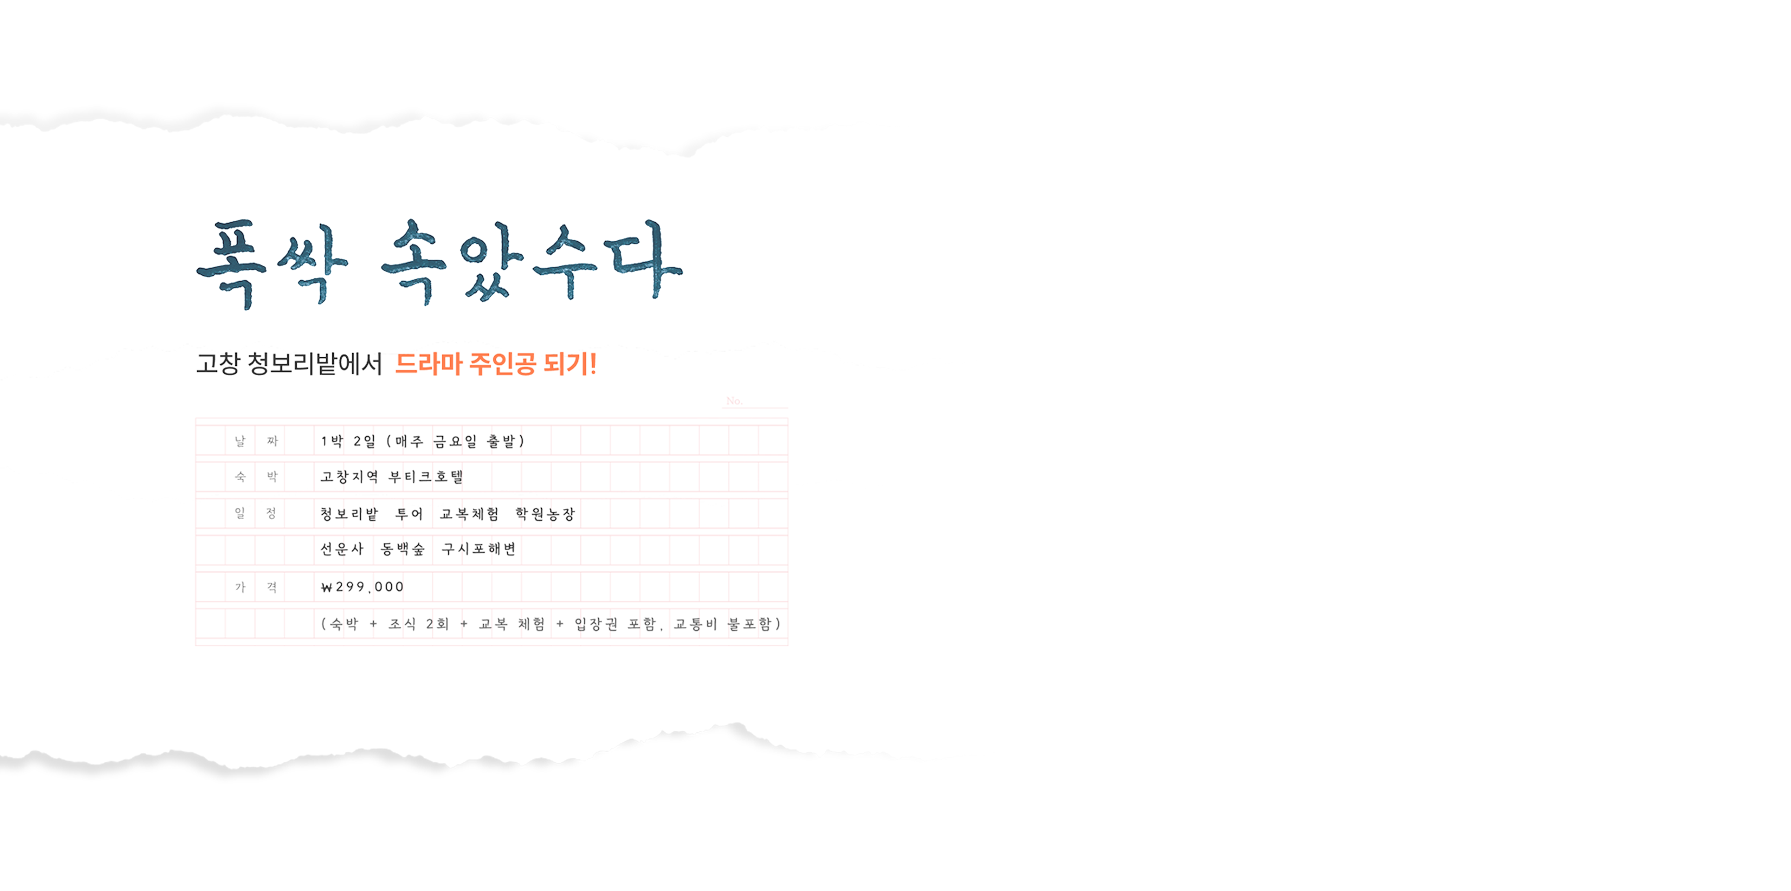 폭싹 속았수다
고창 청보리밭에서 드라마 주인공 되기!
No.
날 짜 1박 2일 (매주 금요일 출발)
숙 박 고창지역 부티크호텔
일 정 청보리밭 투어 교복체험 학원농장
선운사 동백숲 구시포해변
가 격 ₩299,000
(숙박 + 조식 2회 + 교복 체험 + 입장권 포함, 교통비 불포함)